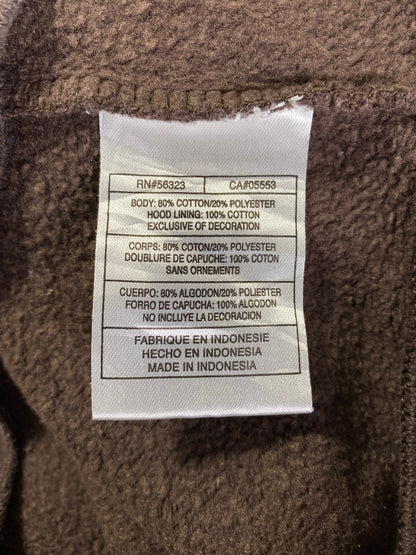 RN#56323 CA#05553
BODY: 80% COTTON/20% POLYESTER
HOOD LINING: 100% COTTON
EXCLUSIVE OF DECORATION
CORPS: 80% COTON/20% POLYESTER
DOUBLURE DE CAPUCHE: 100% COTON
SANS ORNEMENTS
CUERPO: 80% ALGODON/20% POLIESTER
FORRO DE CAPUCHA: 100% ALGODON
NO INCLUYE LA DECORACION
FABRIQUE EN INDONESIE
HECHO EN INDONESIA
MADE IN INDONESIA